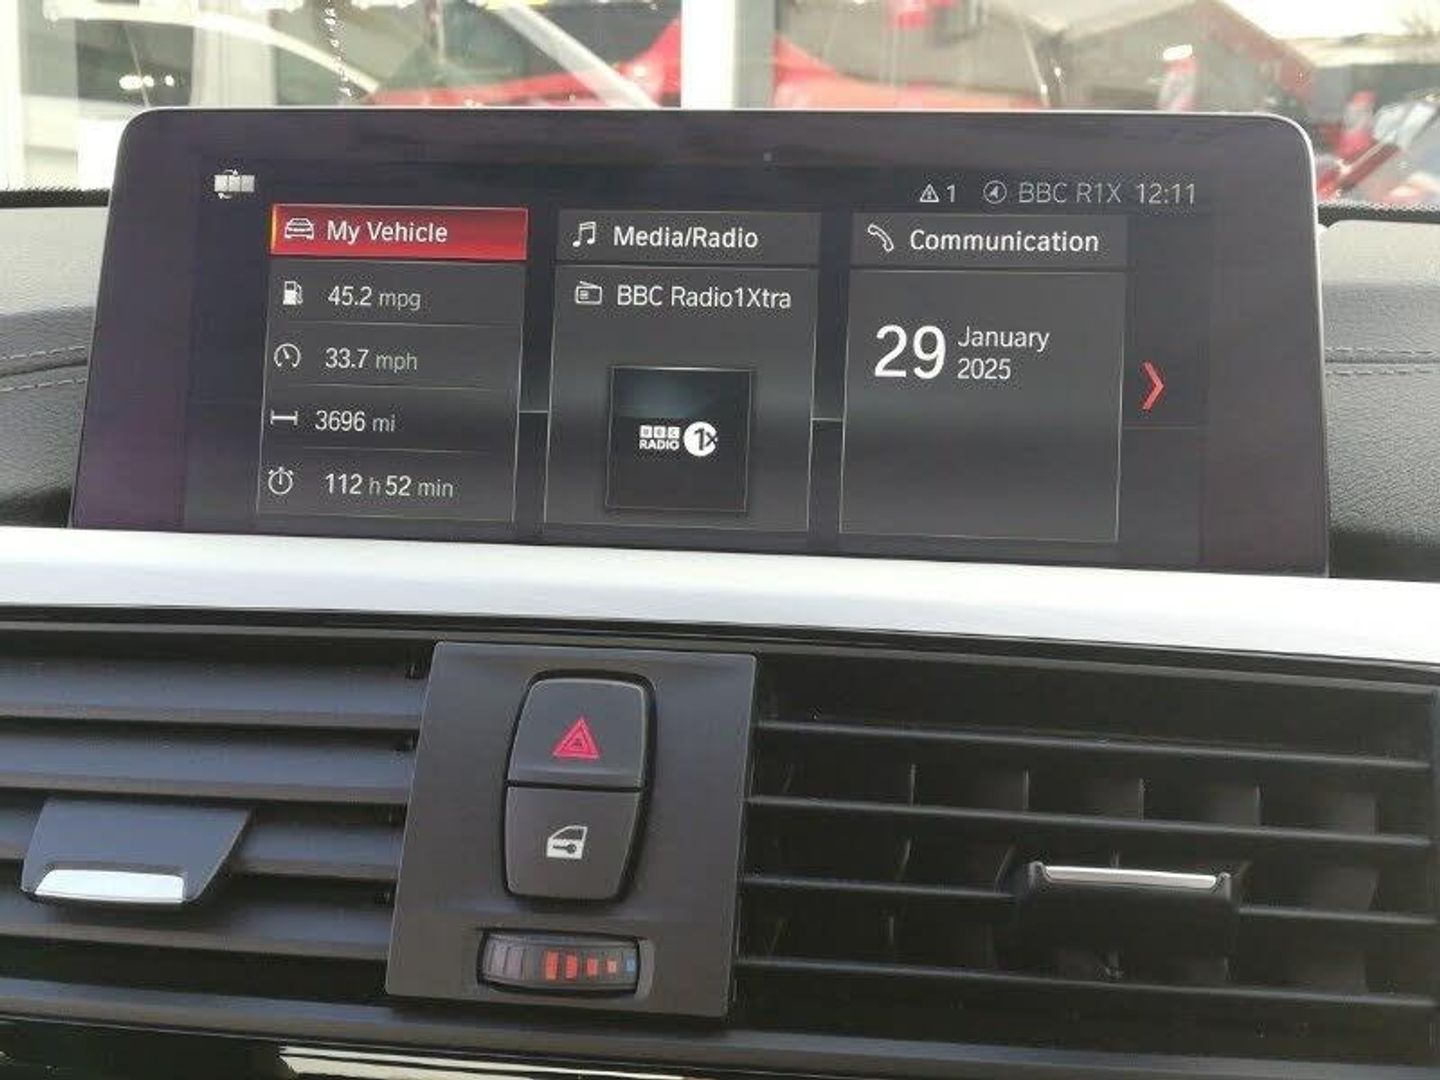 1 BBC R1X 12:11
My Vehicle
45.2 mpg
33.7 mph
3696 mi
112 h 52 min
Media/Radio
BBC Radio1Xtra
BBC
RADIO 1X
Communication
29 January
2025